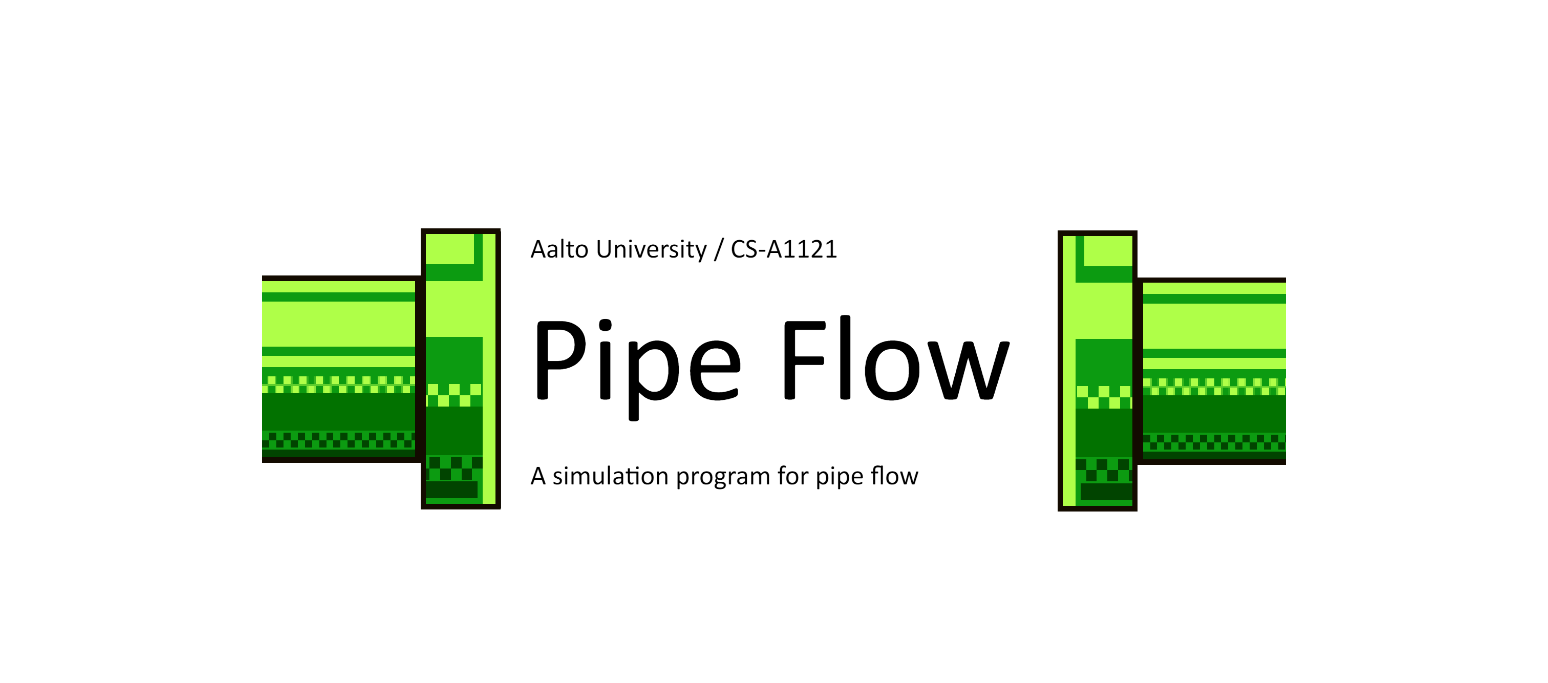 Aalto University / CS-A1121
Pipe Flow
A simulation program for pipe flow